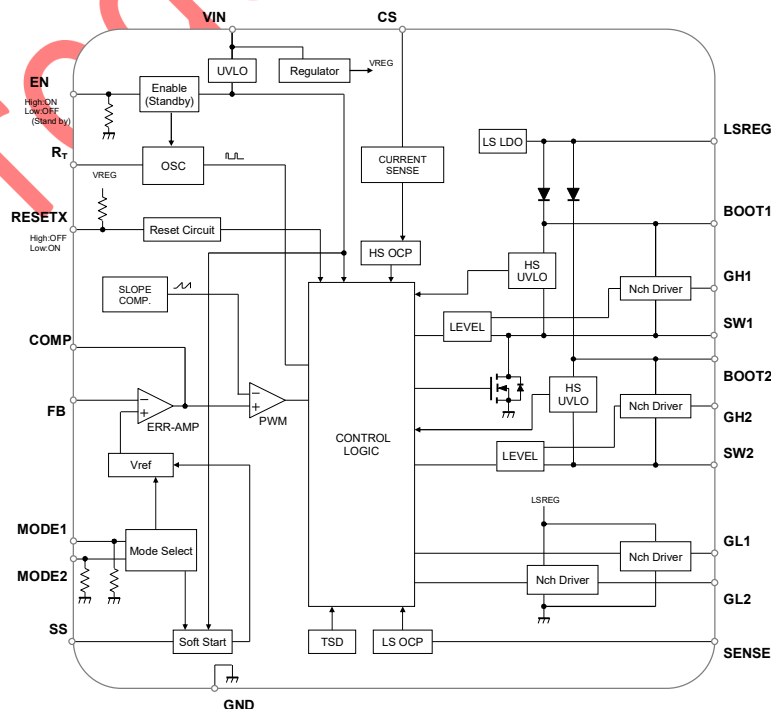 VIN
CS
UVLO
Regulator
VREG
EN
High:ON
Low:OFF
(Stand by)
Enable
(Standby)
LSREG
LS LDO
RT
OSC
CURRENT
SENSE
VREG
BOOT1
RESETX
High:OFF
Low:ON
Reset Circuit
HS OCP
HS
UVLO
GH1
Nch Driver
SLOPE
COMP.
SW1
LEVEL
COMP
BOOT2
HS
UVLO
FB
−
+
ERR-AMP
−
+
PWM
Nch Driver
GH2
CONTROL
LOGIC
LEVEL
SW2
Vref
LSREG
MODE1
Mode Select
MODE2
GL1
Nch Driver
Nch Driver
GL2
SS
Soft Start
TSD
LS OCP
SENSE
GND